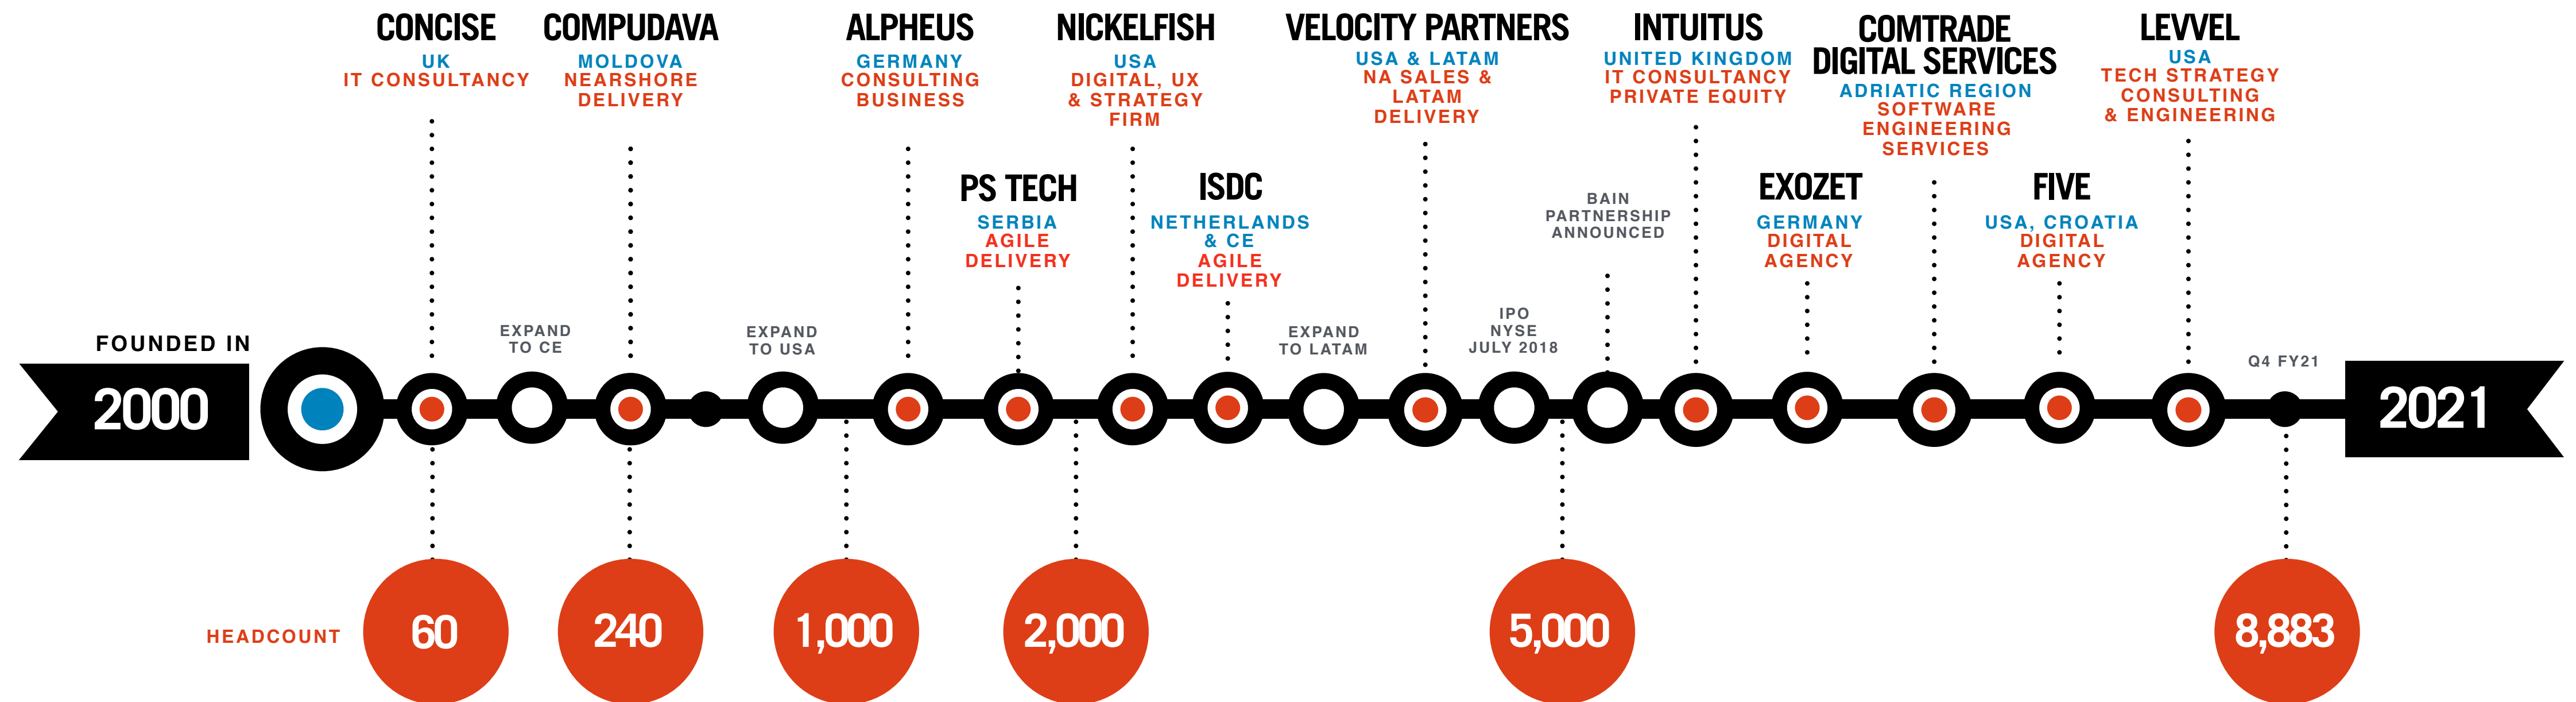 CONCISE
UK
IT CONSULTANCY
COMPUDAVA
MOLDOVA
NEARSHORE
DELIVERY
ALPHEUS
GERMANY
CONSULTING
BUSINESS
NICKELFISH
USA
DIGITAL, UX
& STRATEGY
FIRM
VELOCITY PARTNERS
USA & LATAM
NA SALES &
LATAM
DELIVERY
INTUITUS
UNITED KINGDOM
IT CONSULTANCY
PRIVATE EQUITY
COMTRADE
DIGITAL SERVICES
ADRIATIC REGION
SOFTWARE
ENGINEERING
SERVICES
LEVVEL
USA
TECH STRATEGY
CONSULTING
& ENGINEERING
PS TECH
SERBIA
AGILE
DELIVERY
ISDC
NETHERLANDS
& CE
AGILE
DELIVERY
BAIN
PARTNERSHIP
ANNOUNCED
EXOZET
GERMANY
DIGITAL
AGENCY
FIVE
USA, CROATIA
DIGITAL
AGENCY
FOUNDED IN
2000
EXPAND
TO CE
EXPAND
TO USA
EXPAND
TO LATAM
IPO
NYSE
JULY 2018
Q4 FY21
2021
HEADCOUNT
60
240
1,000
2,000
5,000
8,883